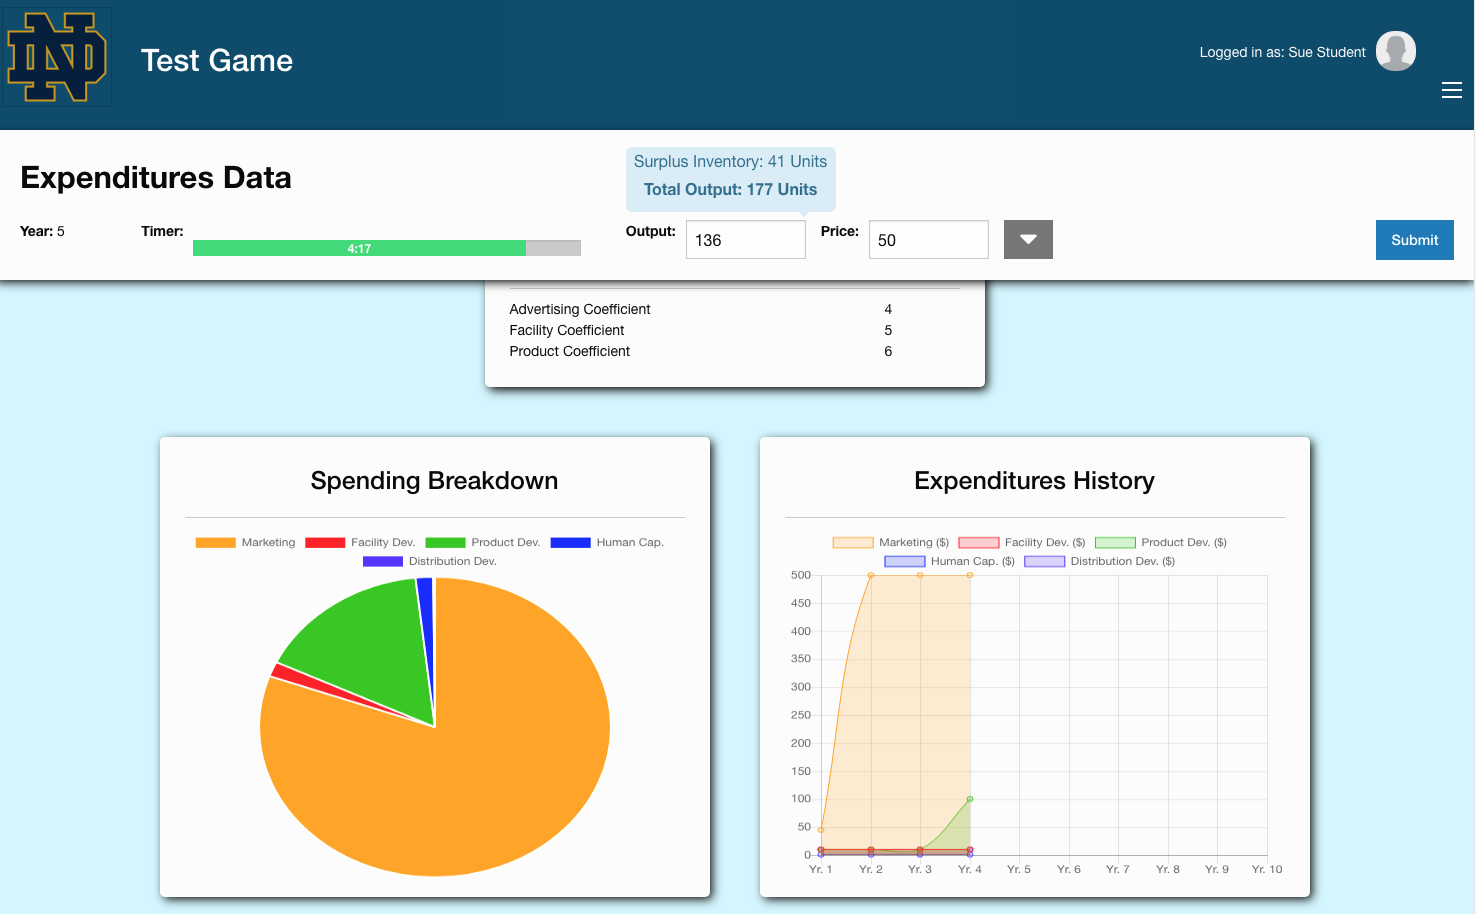 ND
Test Game
Logged in as: Sue Student
Expenditures Data
Surplus Inventory: 41 Units
Total Output: 177 Units
Year: 5
Timer:
4:17
Output:
136
Price:
50
Submit
Advertising Coefficient 4
Facility Coefficient 5
Product Coefficient 6
Spending Breakdown
Marketing Facility Dev. Product Dev. Human Cap.
Distribution Dev.
Expenditures History
Marketing ($) Facility Dev. ($) Product Dev. ($)
Human Cap. ($) Distribution Dev. ($)
500
450
400
350
300
250
200
150
100
50
0
Yr. 1 Yr. 2 Yr. 3 Yr. 4 Yr. 5 Yr. 6 Yr. 7 Yr. 8 Yr. 9 Yr. 10